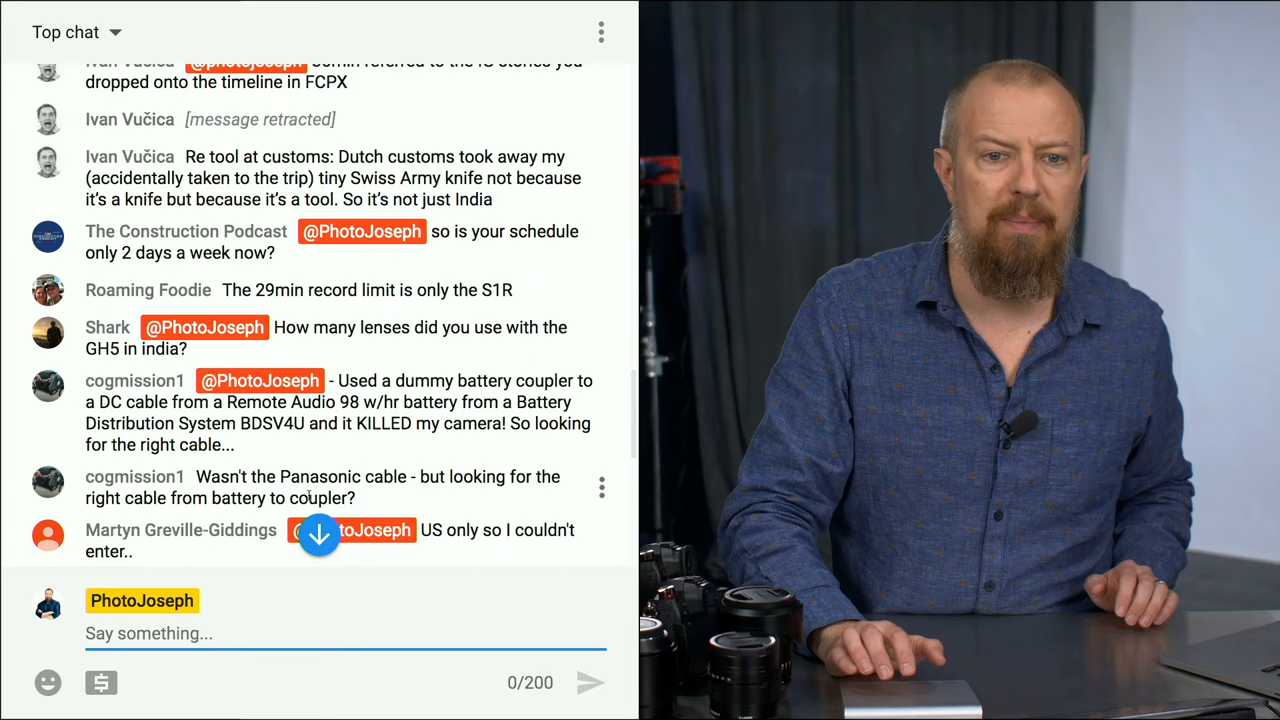 Top chat
dropped onto the timeline in FCPX
Ivan Vučica [message retracted]
Ivan Vučica Re tool at customs: Dutch customs took away my
(accidentally taken to the trip) tiny Swiss Army knife not because
it's a knife but because it's a tool. So it's not just India
The Construction Podcast @PhotoJoseph so is your schedule
only 2 days a week now?
Roaming Foodie The 29min record limit is only the S1R
Shark @PhotoJoseph How many lenses did you use with the
GH5 in india?
cogmission1 @PhotoJoseph - Used a dummy battery coupler to
a DC cable from a Remote Audio 98 w/hr battery from a Battery
Distribution System BDSV4U and it KILLED my camera! So looking
for the right cable...
cogmission1 Wasn't the Panasonic cable - but looking for the
right cable from battery to coupler?
Martyn Greville-Giddings US only so I couldn't
enter..
PhotoJoseph
Say something...
0/200